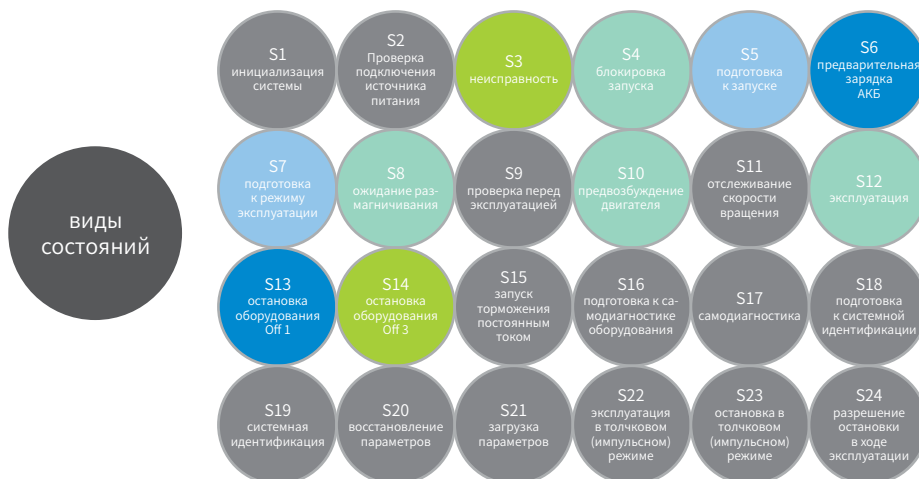 виды
состояний
S1
инициализация
системы
S2
Проверка
подключения
источника
питания
S3
неисправность
S4
блокировка
запуска
S5
подготовка
к запуске
S6
предварительная
зарядка
АКБ
S7
подготовка
к режиму
эксплуатации
S8
ожидание раз-
магничивания
S9
проверка перед
эксплуатацией
S10
предвозбуждение
двигателя
S11
отслеживание
скорости
вращения
S12
эксплуатация
S13
остановка
оборудования
Off 1
S14
остановка
оборудования
Off 3
S15
запуск
торможения
постоянным
током
S16
подготовка к са-
модиагностике
оборудования
S17
самодиагностика
S18
подготовка
к системной
идентификации
S19
системная
идентификация
S20
восстановление
параметров
S21
загрузка
параметров
S22
эксплуатация
в толчковом
(импульсном)
режиме
S23
остановка в
толчковом
(импульсном)
режиме
S24
разрешение
остановки
в ходе
эксплуатации